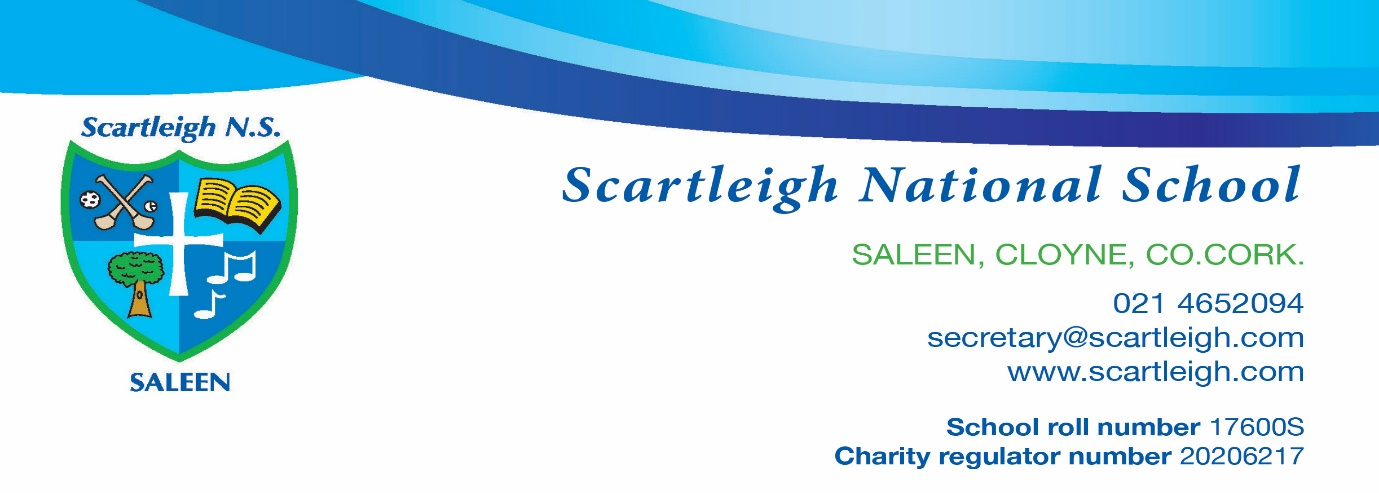 Scartleigh N.S.
SALEEN
Scartleigh National School
SALEEN, CLOYNE, CO.CORK.
021 4652094
secretary@scartleigh.com
www.scartleigh.com
School roll number 17600S
Charity regulator number 20206217